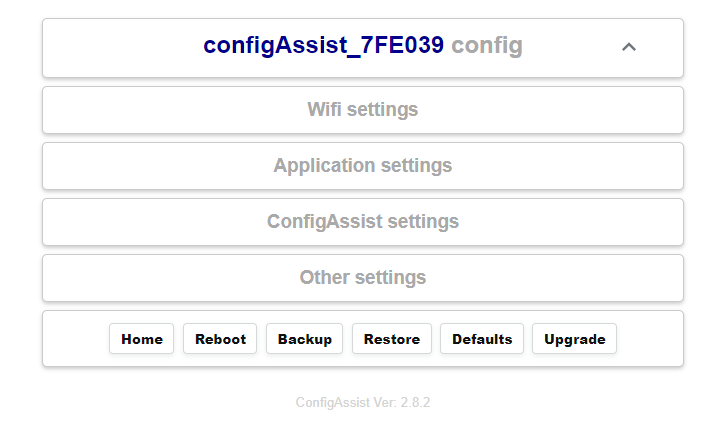 configAssist_7FE039 config
Wifi settings
Application settings
ConfigAssist settings
Other settings
Home Reboot Backup Restore Defaults Upgrade
ConfigAssist Ver: 2.8.2